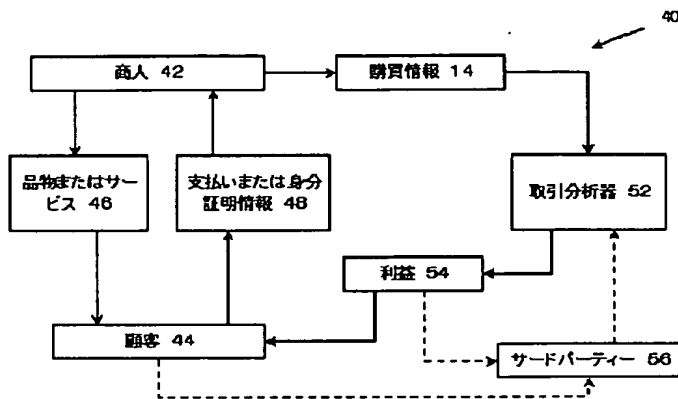 40
商人 42
購買情報 14
品物またはサー
ビス 46
支払いまたは身分
証明情報 48
取引分析器 52
利益 54
顧客 44
サードパーティー 56